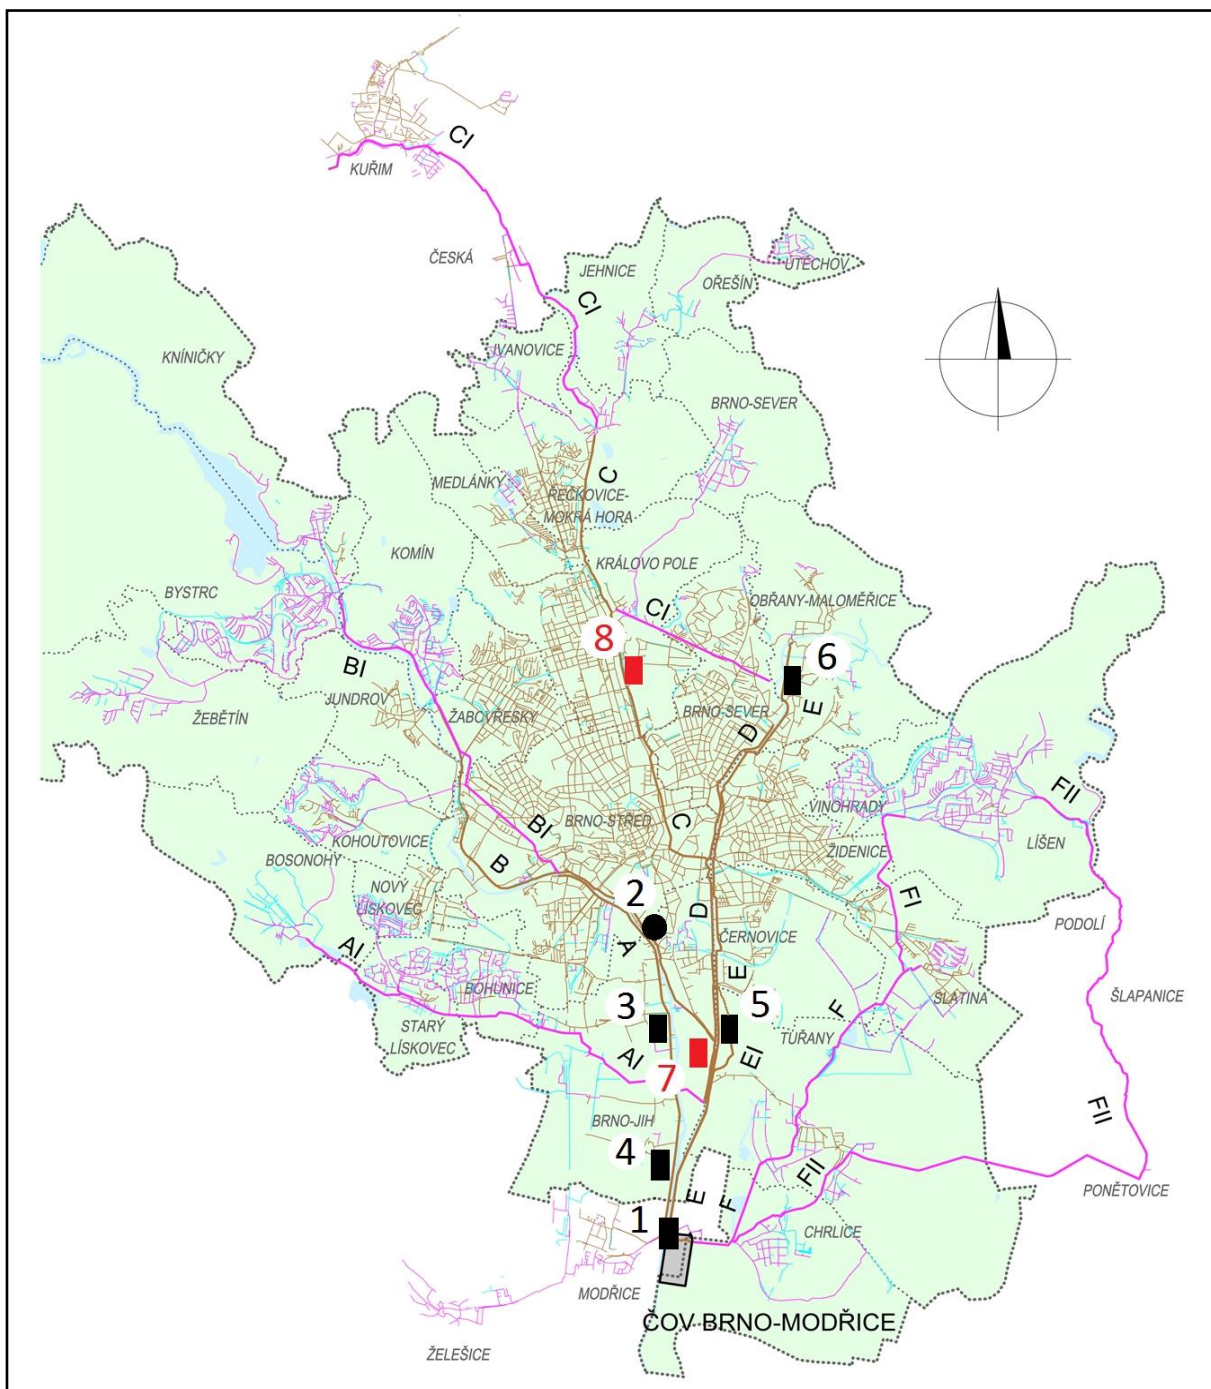 CI
KUŘIM
ČESKÁ
JEHNICE
ÚTĚCHOV
OŘEŠÍN
CI
IVANOVICE
KNÍNIČKY
BRNO-SEVER
C
MEDLÁNKY
ŘEČKOVICE-
MOKRÁ HORA
KOMÍN
KRÁLOVO POLE
BYSTRC
OBŘANY-MALOMĚŘICE
CI
8
6
BI
JUNDROV
ŽABOVŘESKY
ŽEBĚTÍN
BRNO-SEVER
E
D
FII
VINOHRADY
BI
BRNO-STŘED
C
KOHOUTOVICE
ŽIDENICE
LÍŠEŇ
BOSONOHY
B
NOVÝ
LÍSKOVEC
2
D
FI
PODOLÍ
A
ČERNOVICE
AI
BOHUNICE
E
SLATINA
ŠLAPANICE
3
5
F
STARÝ
LÍSKOVEC
TUŘANY
AI
EI
7
BRNO-JIH
FII
4
FII
E
F
PONĚTOVICE
1
CHRLICE
MODŘICE
ČOV BRNO-MODŘICE
ŽELEŠICE